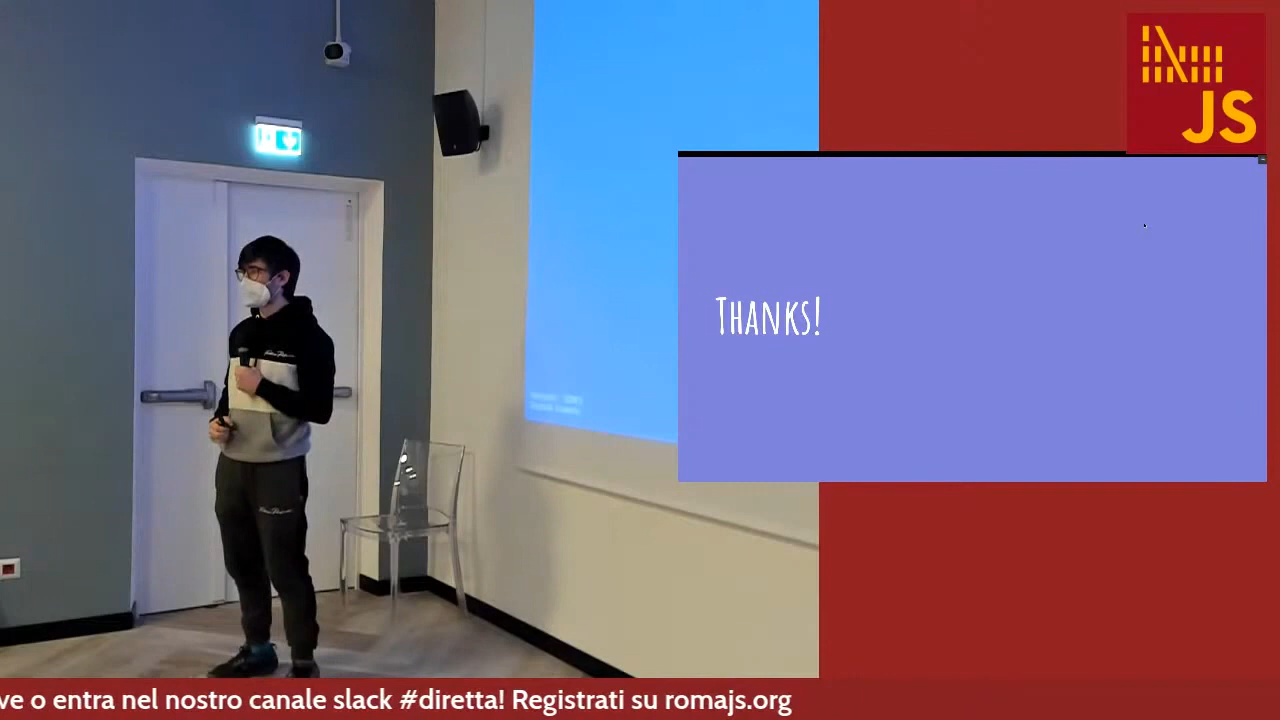 JS
THANKS!
ve o entra nel nostro canale slack #diretta! Registrati su romajs.org